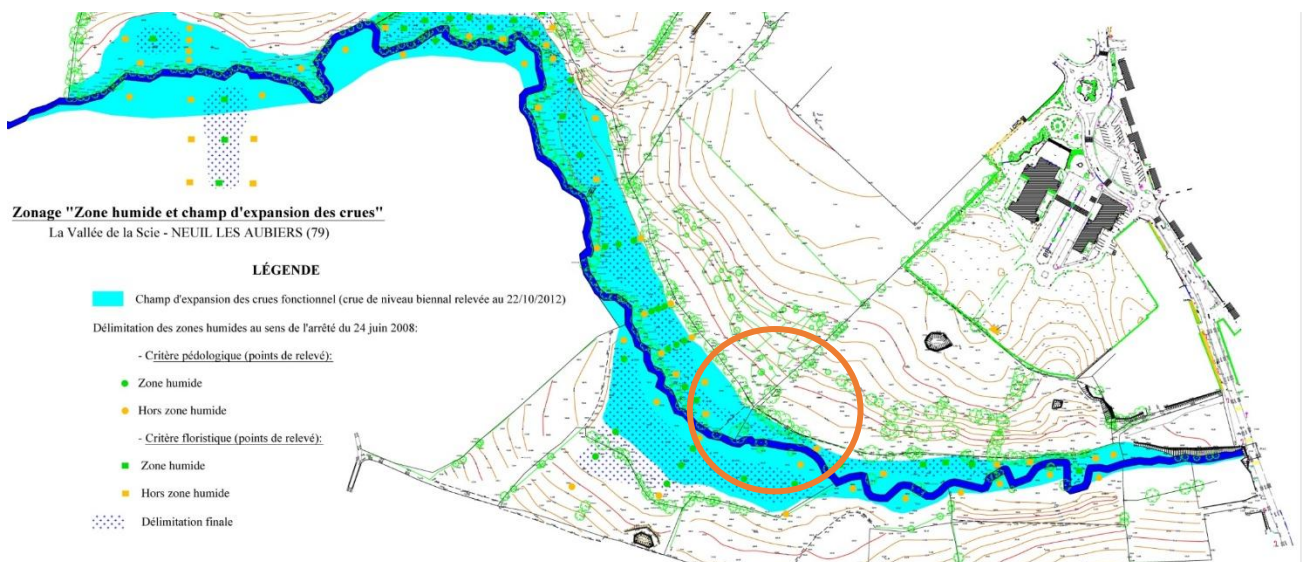 Zonage "Zone humide et champ d'expansion des crues"
La Vallée de la Scie - NEUIL LES AUBIERS (79)
LÉGENDE
Champ d'expansion des crues fonctionnel (crue de niveau biennal relevée au 22/10/2012)
Délimitation des zones humides au sens de l'arrêté du 24 juin 2008:
- Critère pédologique (points de relevé):
Zone humide
Hors zone humide
- Critère floristique (points de relevé):
Zone humide
Hors zone humide
Délimitation finale